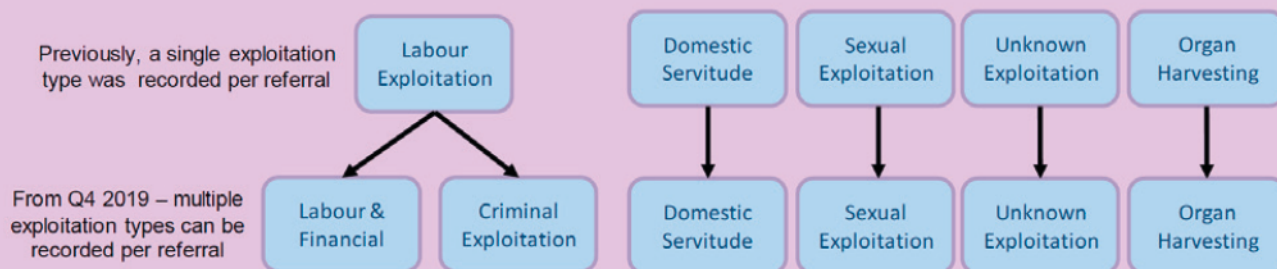 Previously, a single exploitation
type was recorded per referral
Labour
Exploitation
Domestic
Servitude
Sexual
Exploitation
Unknown
Exploitation
Organ
Harvesting
From Q4 2019 – multiple
exploitation types can be
recorded per referral
Labour &
Financial
Criminal
Exploitation
Domestic
Servitude
Sexual
Exploitation
Unknown
Exploitation
Organ
Harvesting